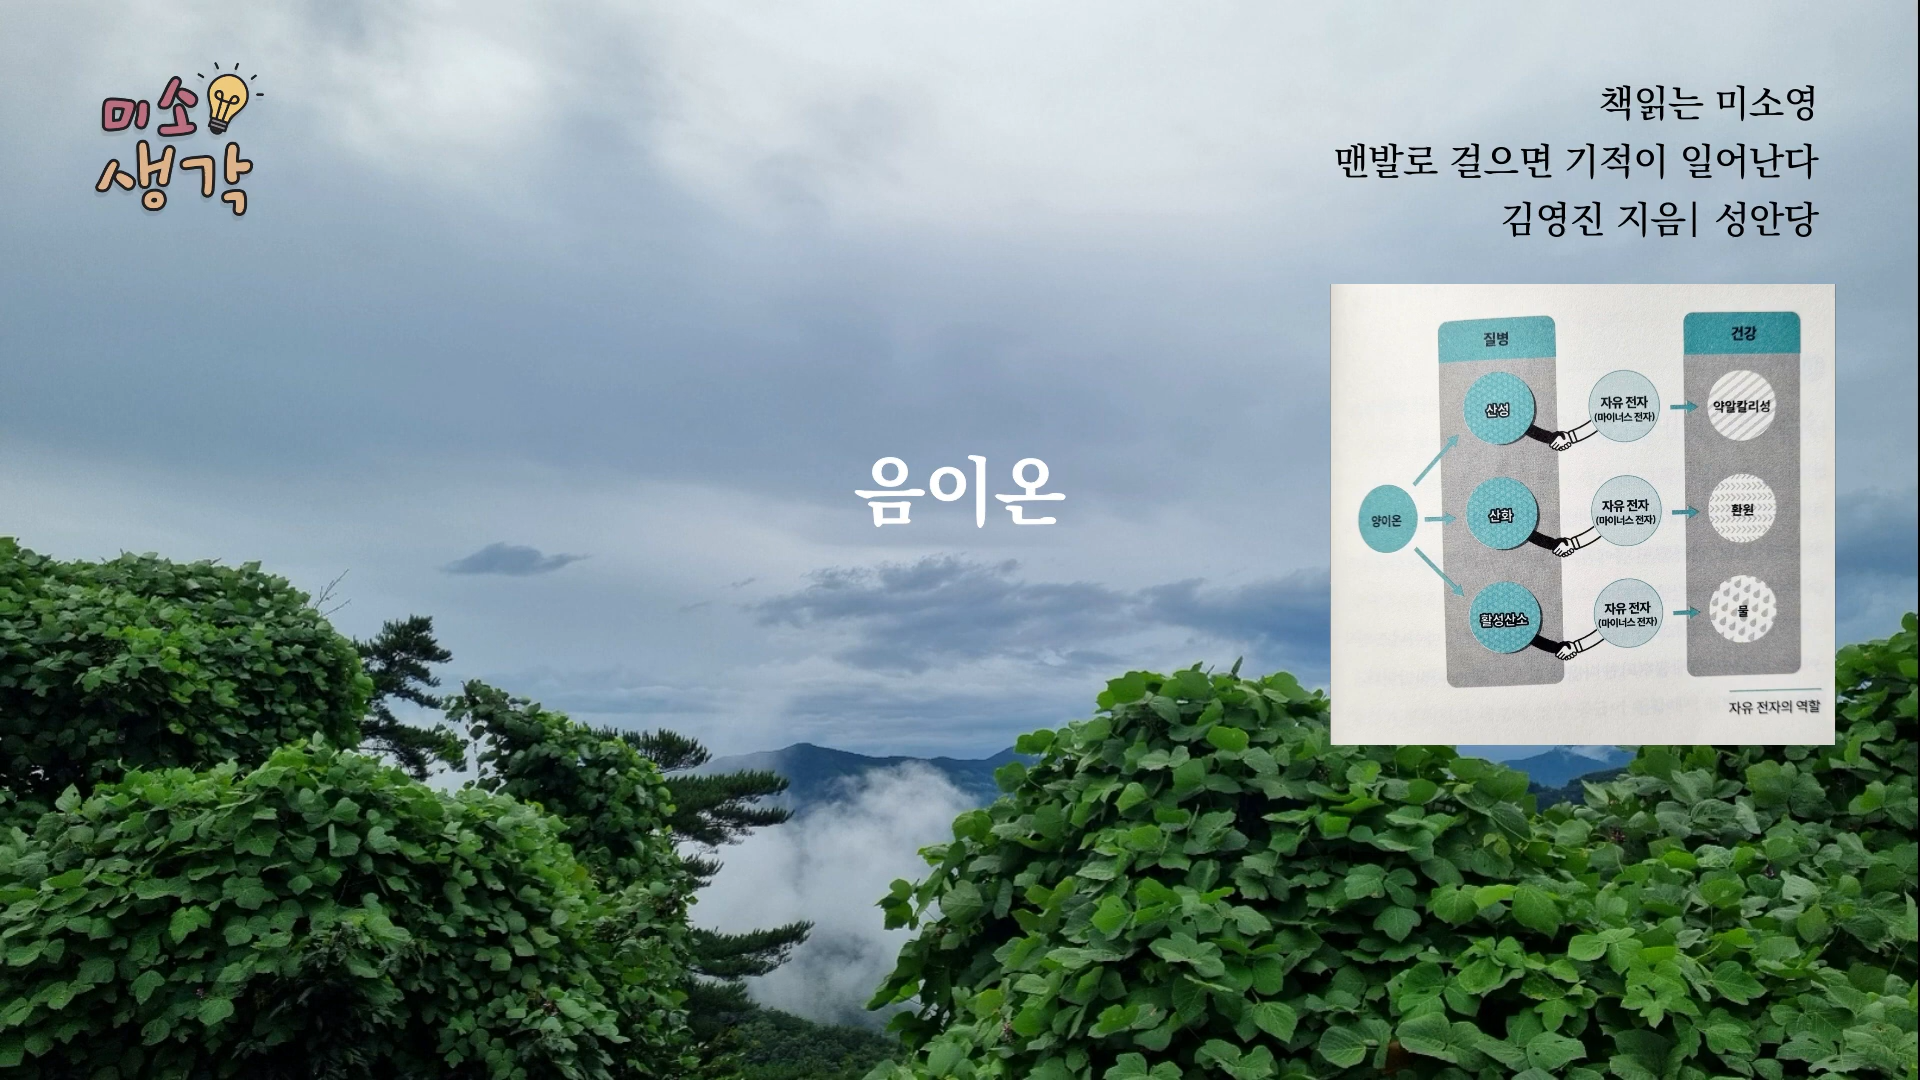 미소
생각
책읽는 미소영
맨발로 걸으면 기적이 일어난다
김영진 지음| 성안당
음이온
질병
건강
산성
자유 전자
(마이너스 전자)
약알칼리성
양이온
산화
자유 전자
(마이너스 전자)
환원
활성산소
자유 전자
(마이너스 전자)
물
자유 전자의 역할